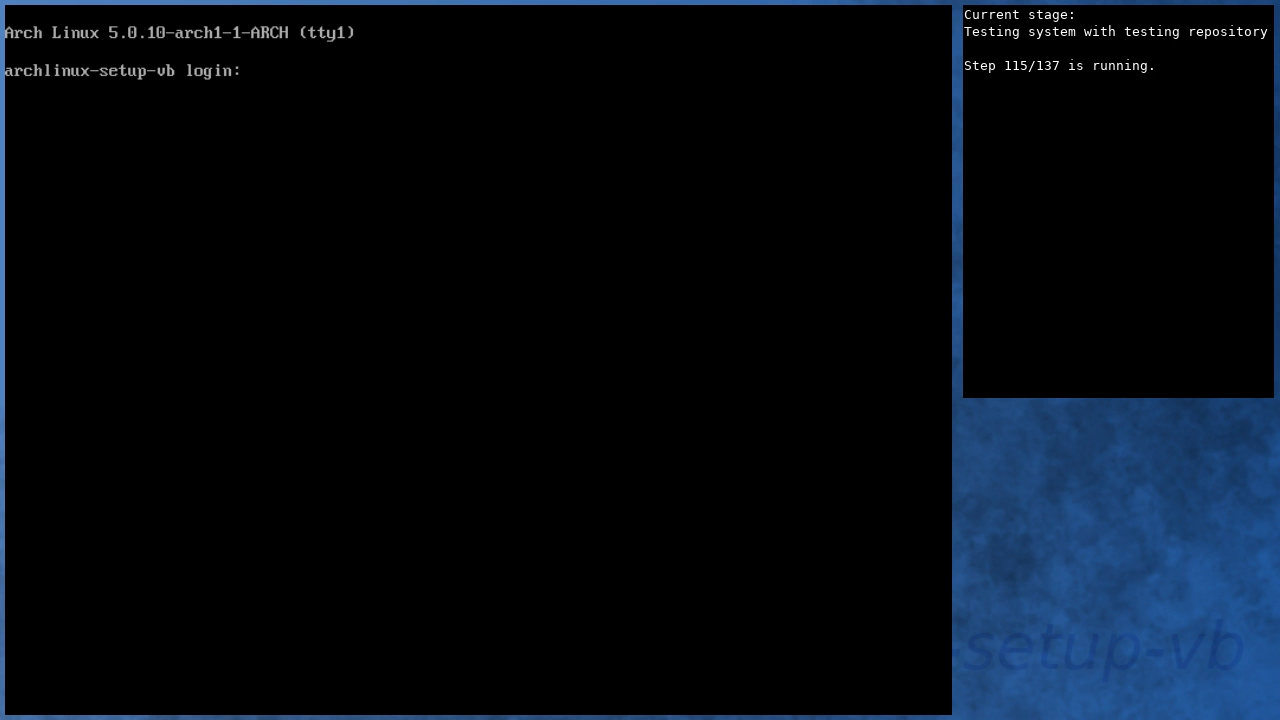 Arch Linux 5.0.10-arch1-1-ARCH (tty1)
archlinux-setup-vb login:
Current stage:
Testing system with testing repository
Step 115/137 is running.
-setup-vb